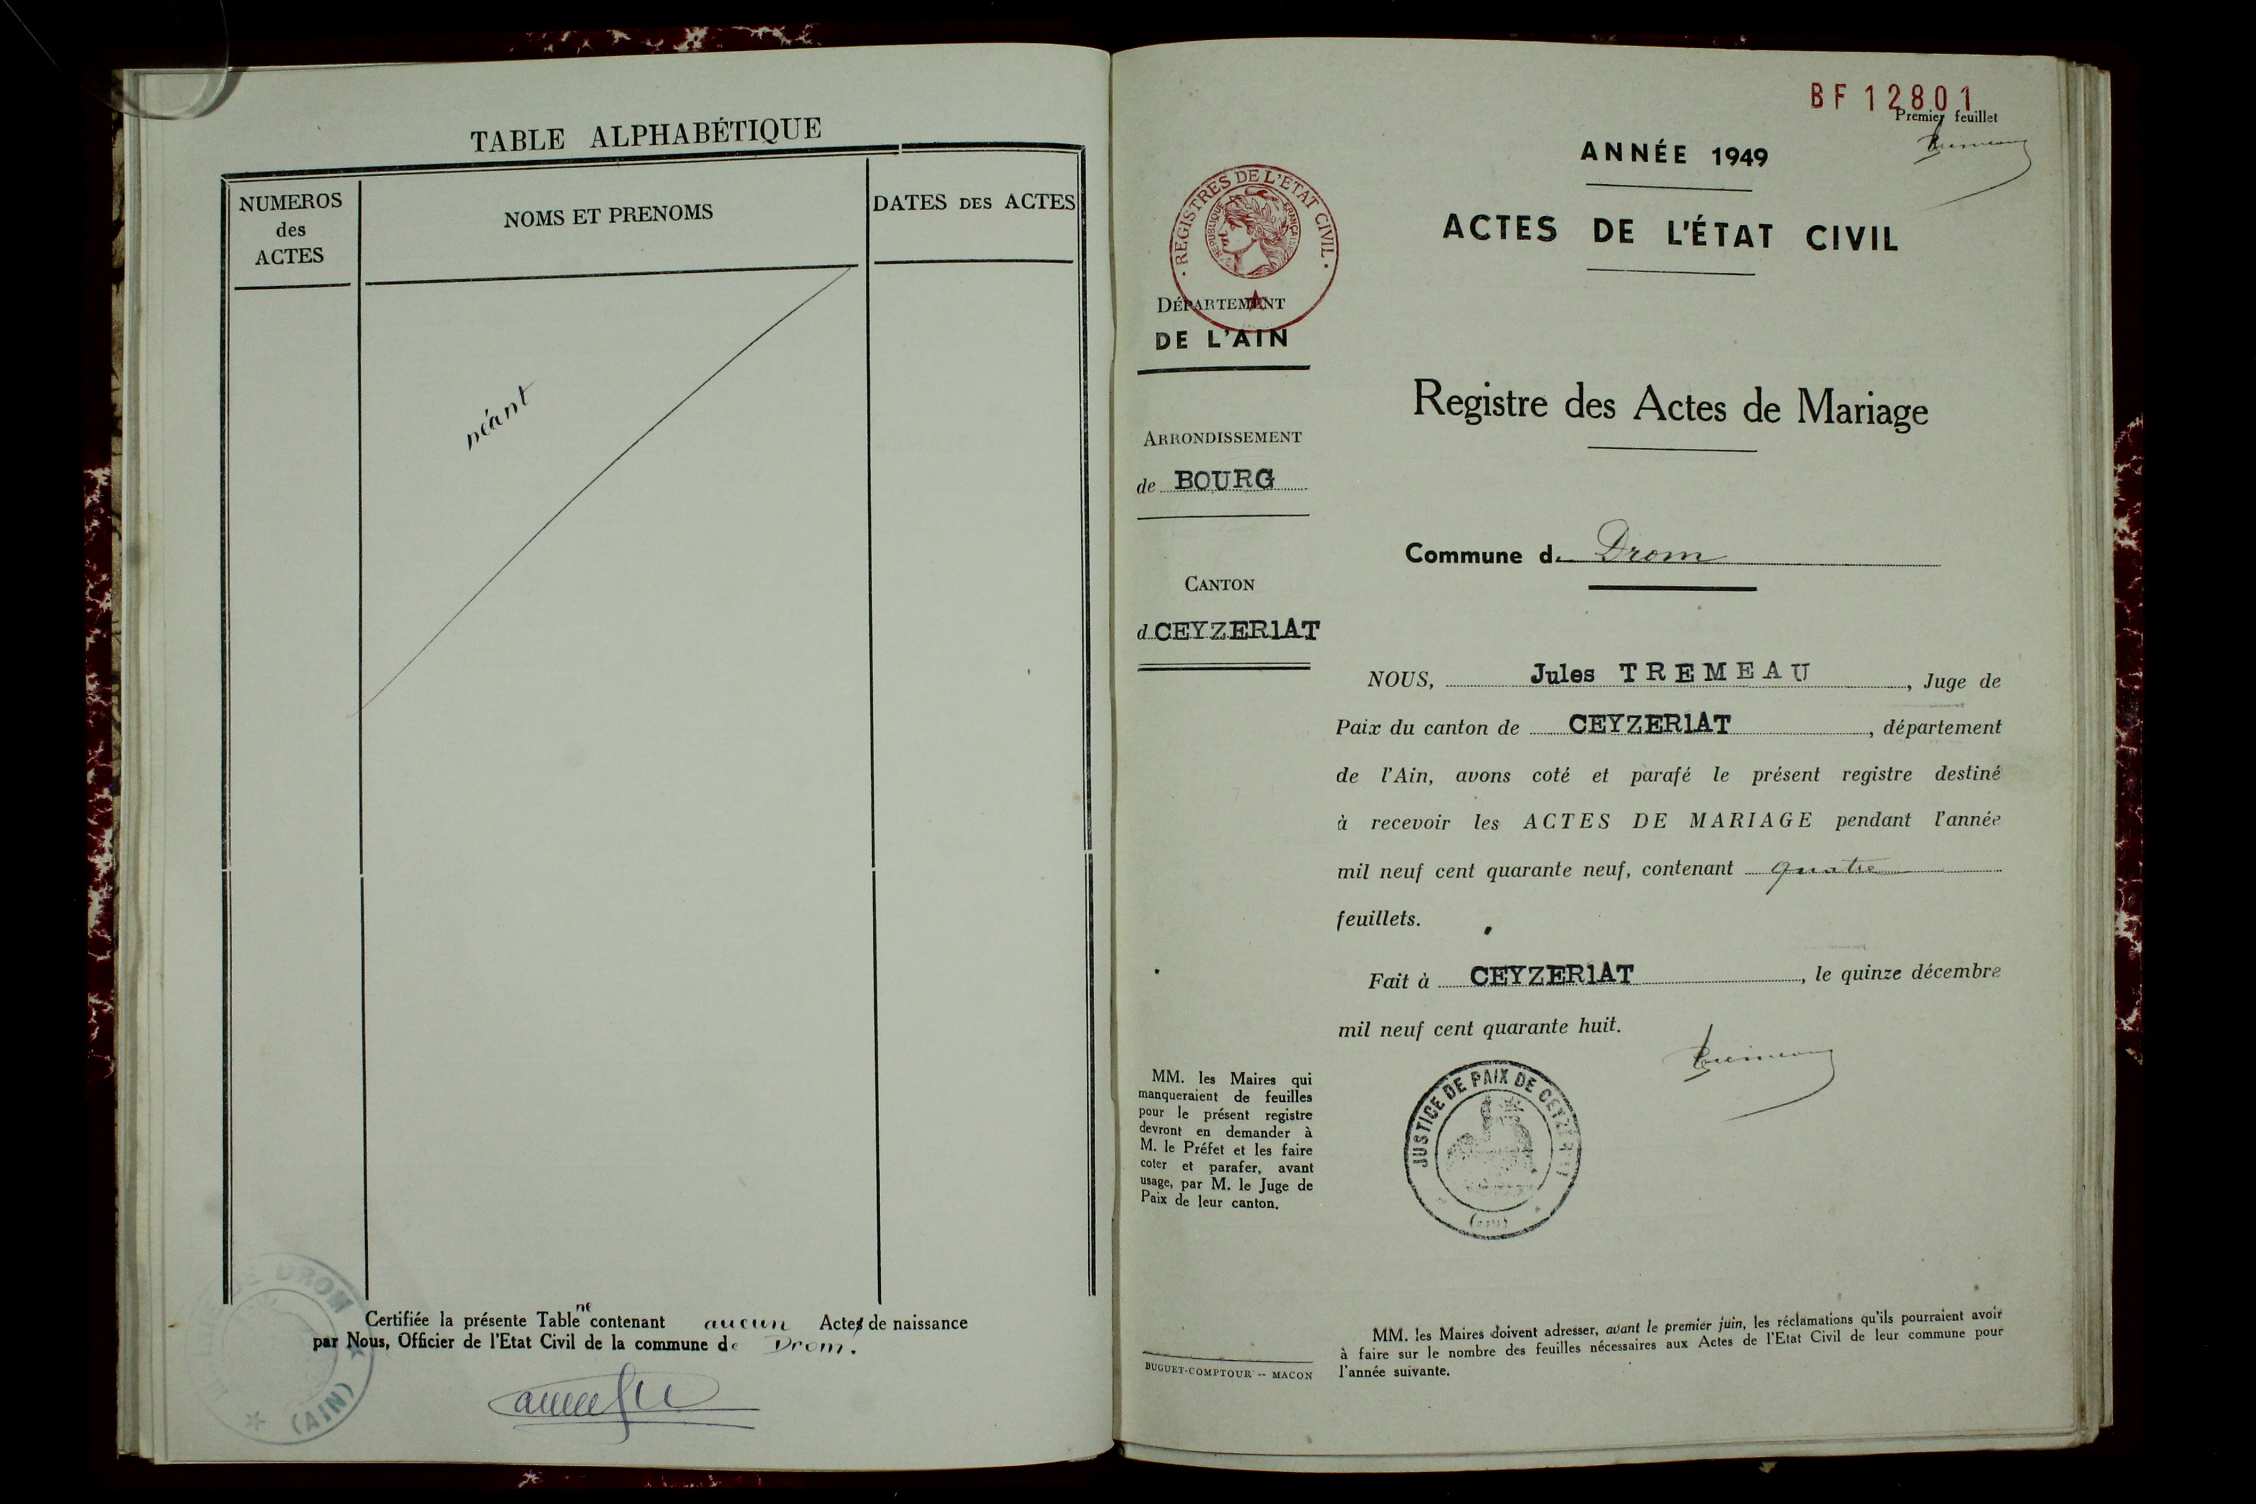 TABLE ALPHABÉTIQUE
NUMEROS
des
ACTES
NOMS ET PRENOMS
DATES DES ACTES
néant
Certifiée la présente Table ne contenant aucun Acte de naissance
par Nous, Officier de l'Etat Civil de la commune de Drom.
DROM
(AIN)
BF 12801
Premier feuillet
ANNÉE 1949
ACTES DE L'ÉTAT CIVIL
REGISTRES DE L'ETAT CIVIL
REPUBLIQUE FRANÇAISE
DÉPARTEMENT
DE L'AIN
Registre des Actes de Mariage
ARRONDISSEMENT
de BOURG
Commune d. Drom
CANTON
d CEYZER1AT
NOUS, Jules TREMEAU, Juge de
Paix du canton de CEYZER1AT, département
de l'Ain, avons coté et parafé le présent registre destiné
à recevoir les ACTES DE MARIAGE pendant l'année
mil neuf cent quarante neuf, contenant quatre
feuillets.
Fait à CEYZER1AT, le quinze décembre
mil neuf cent quarante huit.
JUSTICE DE PAIX DE
MM. les Maires qui
manqueraient de feuilles
pour le présent registre
devront en demander à
M. le Préfet et les faire
coter et parafer, avant
usage, par M. le Juge de
Paix de leur canton.
BUGUET-COMPTOUR -- MACON
MM. les Maires doivent adresser, avant le premier juin, les réclamations qu'ils pourraient avoir
à faire sur le nombre des feuilles nécessaires aux Actes de l'Etat Civil de leur commune pour
l'année suivante.